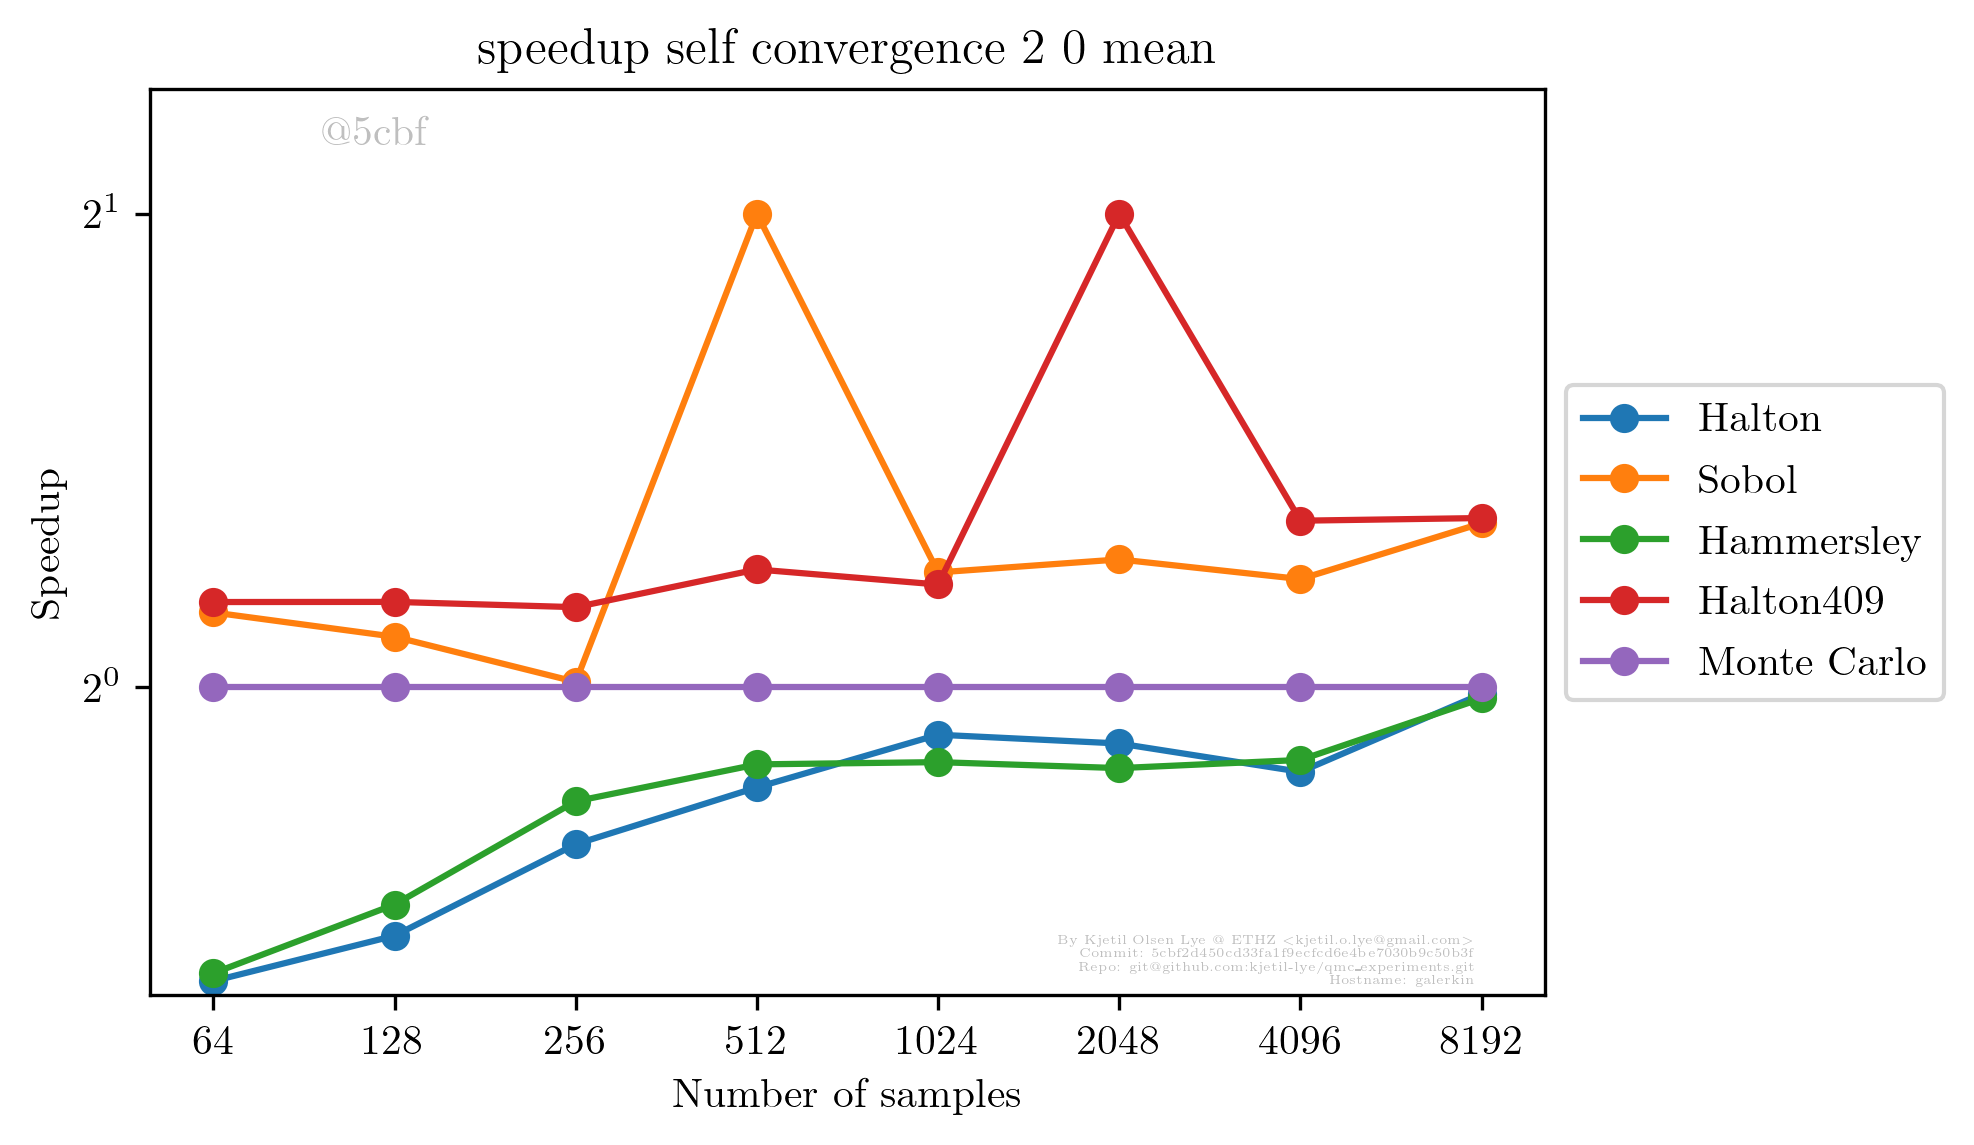 speedup self convergence 2 0 mean
@5cbf
2^1
2^0
Speedup
64 128 256 512 1024 2048 4096 8192
Number of samples
Halton
Sobol
Hammersley
Halton409
Monte Carlo
By Kjetil Olsen Lye @ ETHZ <kjetil.o.lye@gmail.com>
Commit: 5cbf2d450cd33fa1f9ecfcd6e4be7030b9c50b3f
Repo: git@github.com:kjetil-lye/qmc_experiments.git
Hostname: galerkin